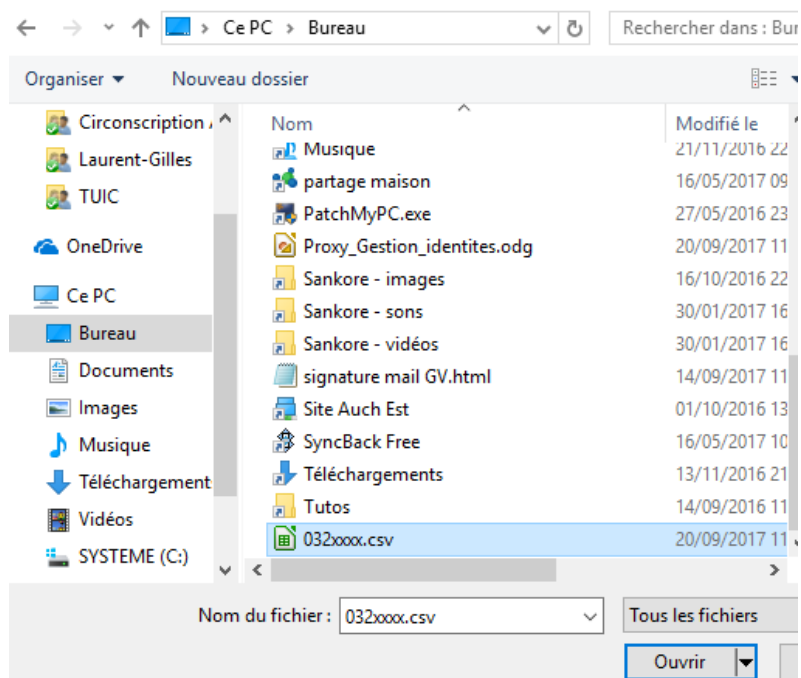 Ce PC > Bureau
Rechercher dans : Bur
Organiser
Nouveau dossier
Circonscription
Laurent-Gilles
TUIC
OneDrive
Ce PC
Bureau
Documents
Images
Musique
Téléchargement
Vidéos
SYSTEME (C:)
Nom Modifié le
Musique 21/11/2016 22
partage maison 16/05/2017 09
PatchMyPC.exe 27/05/2016 23
Proxy_Gestion_identites.odg 20/09/2017 11
Sankore - images 16/10/2016 22
Sankore - sons 30/01/2017 16
Sankore - vidéos 30/01/2017 16
signature mail GV.html 14/09/2017 11
Site Auch Est 01/10/2016 13
SyncBack Free 16/05/2017 10
Téléchargements 13/11/2016 21
Tutos 14/09/2016 11
032xxxx.csv 20/09/2017 11
Nom du fichier : 032xxxx.csv
Tous les fichiers
Ouvrir